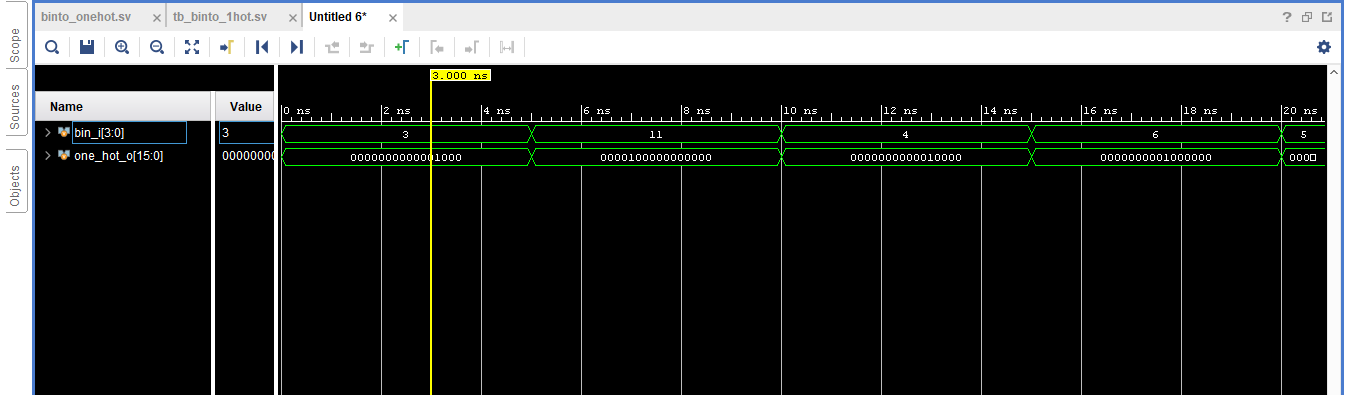 binto_onehot.sv × tb_binto_1hot.sv × Untitled 6* ×
?
Scope
Sources
Objects
3.000 ns
Name Value
0 ns 2 ns 4 ns 6 ns 8 ns 10 ns 12 ns 14 ns 16 ns 18 ns 20 ns
bin_i[3:0] 3 3 11 4 6 5
one_hot_o[15:0] 00000000 0000000000001000 0000100000000000 0000000000010000 0000000001000000 000